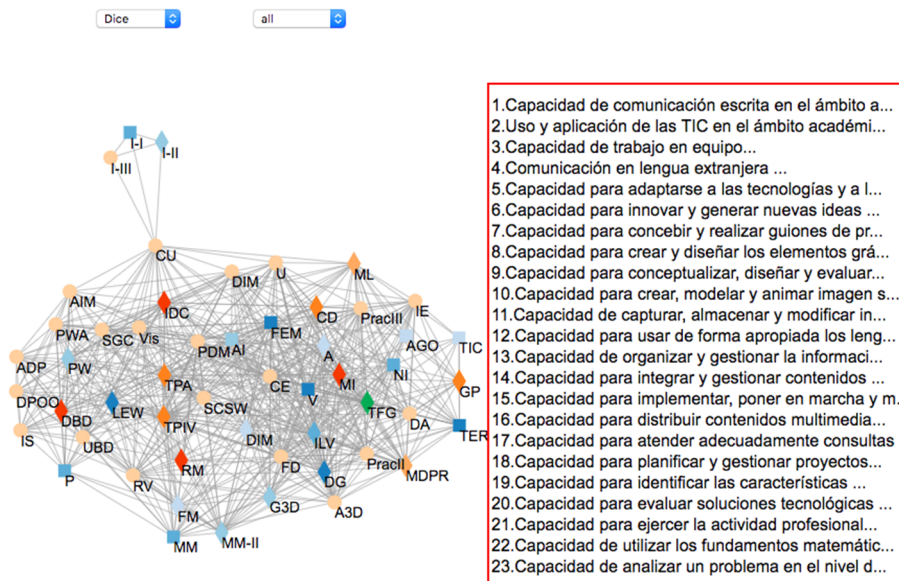 Dice
all
I-I
I-II
I-III
CU
DIM
U
ML
AIM
IDC
PWA
SGC
Vis
FEM
CD
PracIII
IE
PDM
AI
A
AGO
TIC
ADP
PW
NI
TPA
CE
MI
GP
DPOO
DBD
LEW
SCSW
V
TFG
DA
IS
UBD
TPIV
DIM
ILV
TER
P
RV
RM
FD
DG
PracII
MDPR
FM
G3D
A3D
MM
MM-II
1.Capacidad de comunicación escrita en el ámbito a...
2.Uso y aplicación de las TIC en el ámbito académi...
3.Capacidad de trabajo en equipo...
4.Comunicación en lengua extranjera ...
5.Capacidad para adaptarse a las tecnologías y a l...
6.Capacidad para innovar y generar nuevas ideas ...
7.Capacidad para concebir y realizar guiones de pr...
8.Capacidad para crear y diseñar los elementos grá...
9.Capacidad para conceptualizar, diseñar y evaluar...
10.Capacidad para crear, modelar y animar imagen s...
11.Capacidad de capturar, almacenar y modificar in...
12.Capacidad para usar de forma apropiada los leng...
13.Capacidad de organizar y gestionar la informaci...
14.Capacidad para integrar y gestionar contenidos ...
15.Capacidad para implementar, poner en marcha y m.
16.Capacidad para distribuir contenidos multimedia...
17.Capacidad para atender adecuadamente consultas
18.Capacidad para planificar y gestionar proyectos...
19.Capacidad para identificar las características ...
20.Capacidad para evaluar soluciones tecnológicas ...
21.Capacidad para ejercer la actividad profesional...
22.Capacidad de utilizar los fundamentos matemátic...
23.Capacidad de analizar un problema en el nivel d...